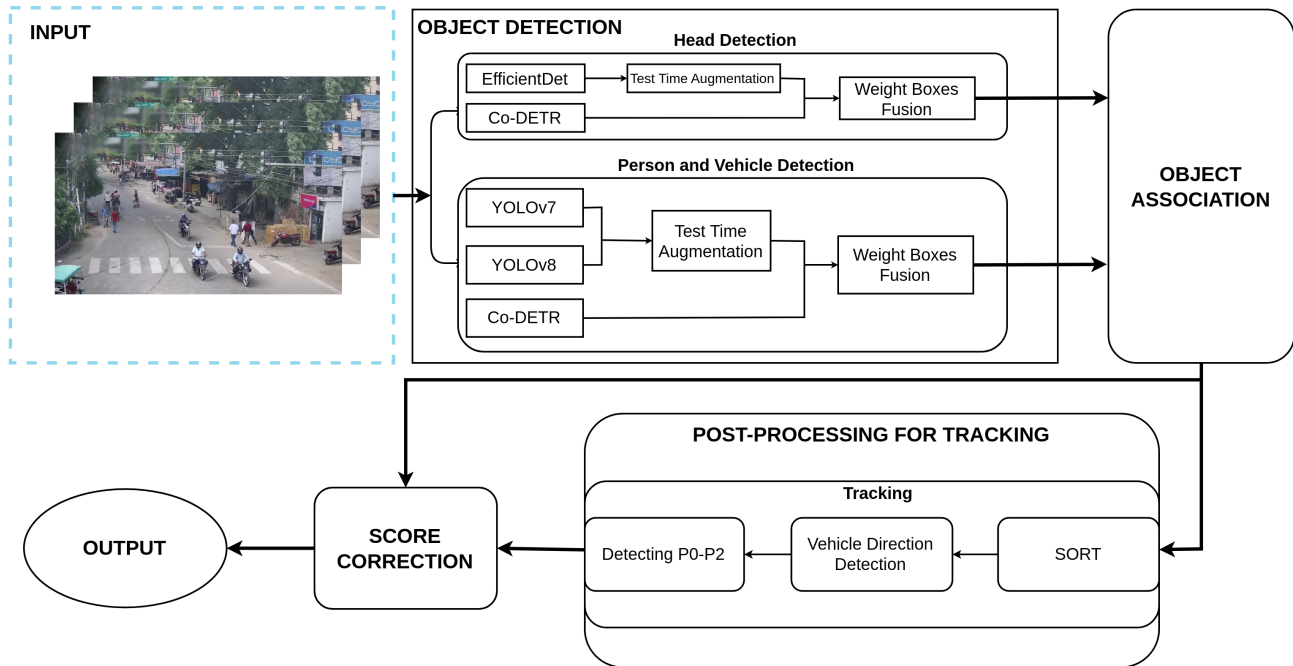 INPUT
OBJECT DETECTION
Head Detection
EfficientDet
Test Time Augmentation
Co-DETR
Weight Boxes
Fusion
Person and Vehicle Detection
YOLOv7
YOLOv8
Co-DETR
Test Time
Augmentation
Weight Boxes
Fusion
OBJECT
ASSOCIATION
POST-PROCESSING FOR TRACKING
Tracking
SORT
Vehicle Direction
Detection
Detecting P0-P2
SCORE
CORRECTION
OUTPUT